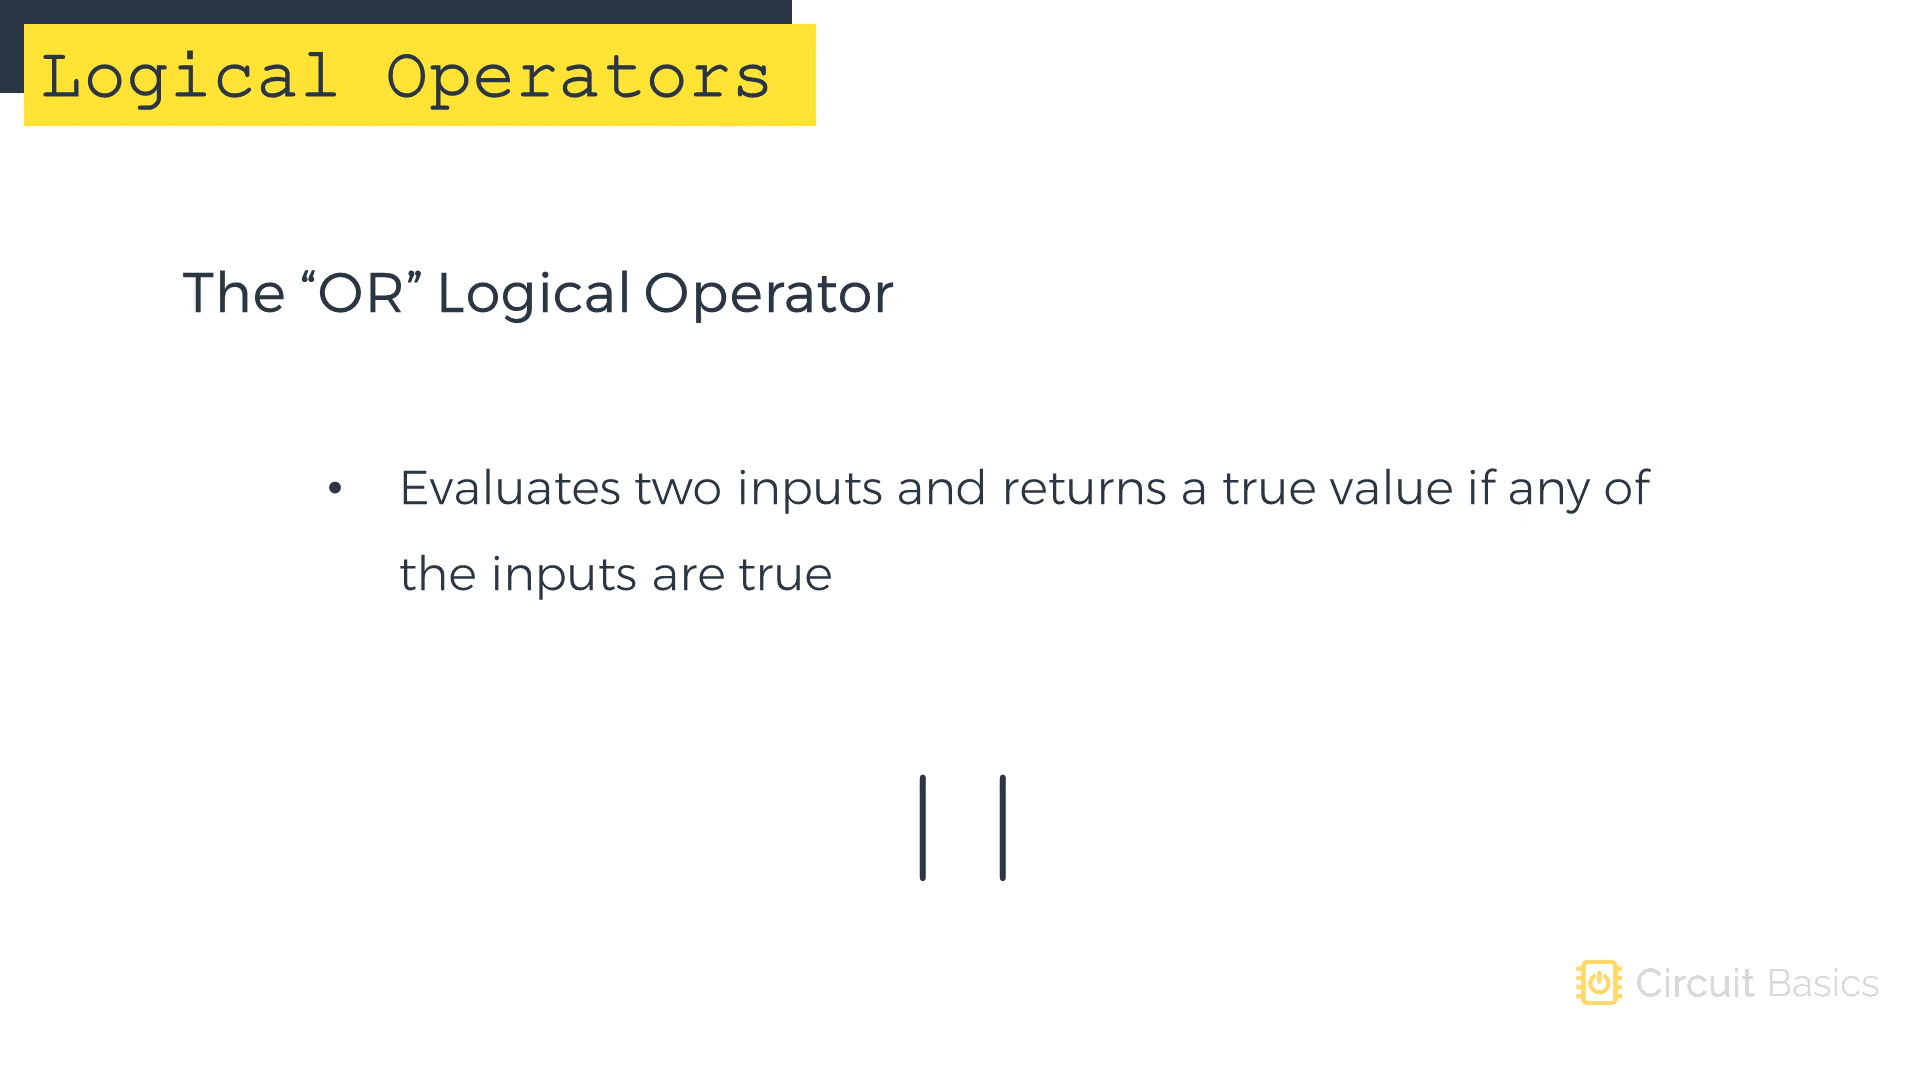 Logical Operators
The “OR” Logical Operator
• Evaluates two inputs and returns a true value if any of
the inputs are true
||
Circuit Basics